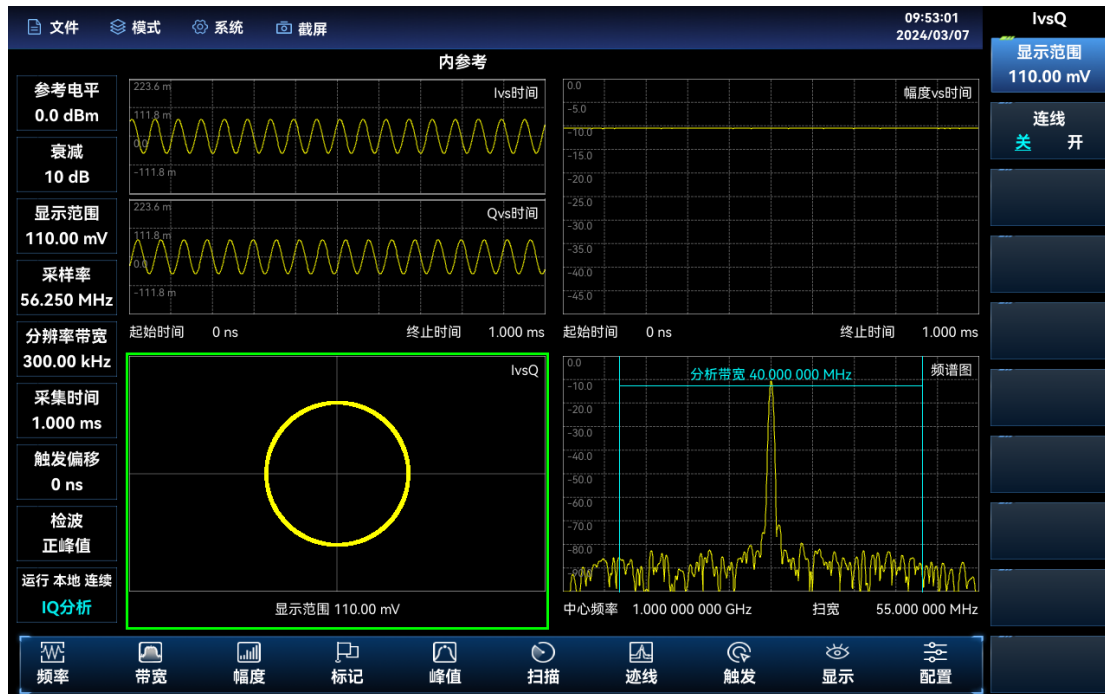 文件 模式 系统 截屏
09:53:01
2024/03/07
IvsQ
显示范围
110.00 mV
连线
关 开
内参考
参考电平
0.0 dBm
衰减
10 dB
显示范围
110.00 mV
采样率
56.250 MHz
分辨率带宽
300.00 kHz
采集时间
1.000 ms
触发偏移
0 ns
检波
正峰值
运行 本地 连续
IQ分析
223.6 m
Ivs时间
111.8 m
0.0
-111.8 m
223.6 m
Qvs时间
111.8 m
0.0
-111.8 m
起始时间 0 ns 终止时间 1.000 ms
0.0
幅度vs时间
-5.0
-10.0
-15.0
-20.0
-25.0
-30.0
-35.0
-40.0
-45.0
起始时间 0 ns 终止时间 1.000 ms
IvsQ
显示范围 110.00 mV
0.0
频谱图
分析带宽 40.000 000 MHz
-10.0
-20.0
-30.0
-40.0
-50.0
-60.0
-70.0
-80.0
中心频率 1.000 000 000 GHz 扫宽 55.000 000 MHz
频率 带宽 幅度 标记 峰值 扫描 迹线 触发 显示 配置